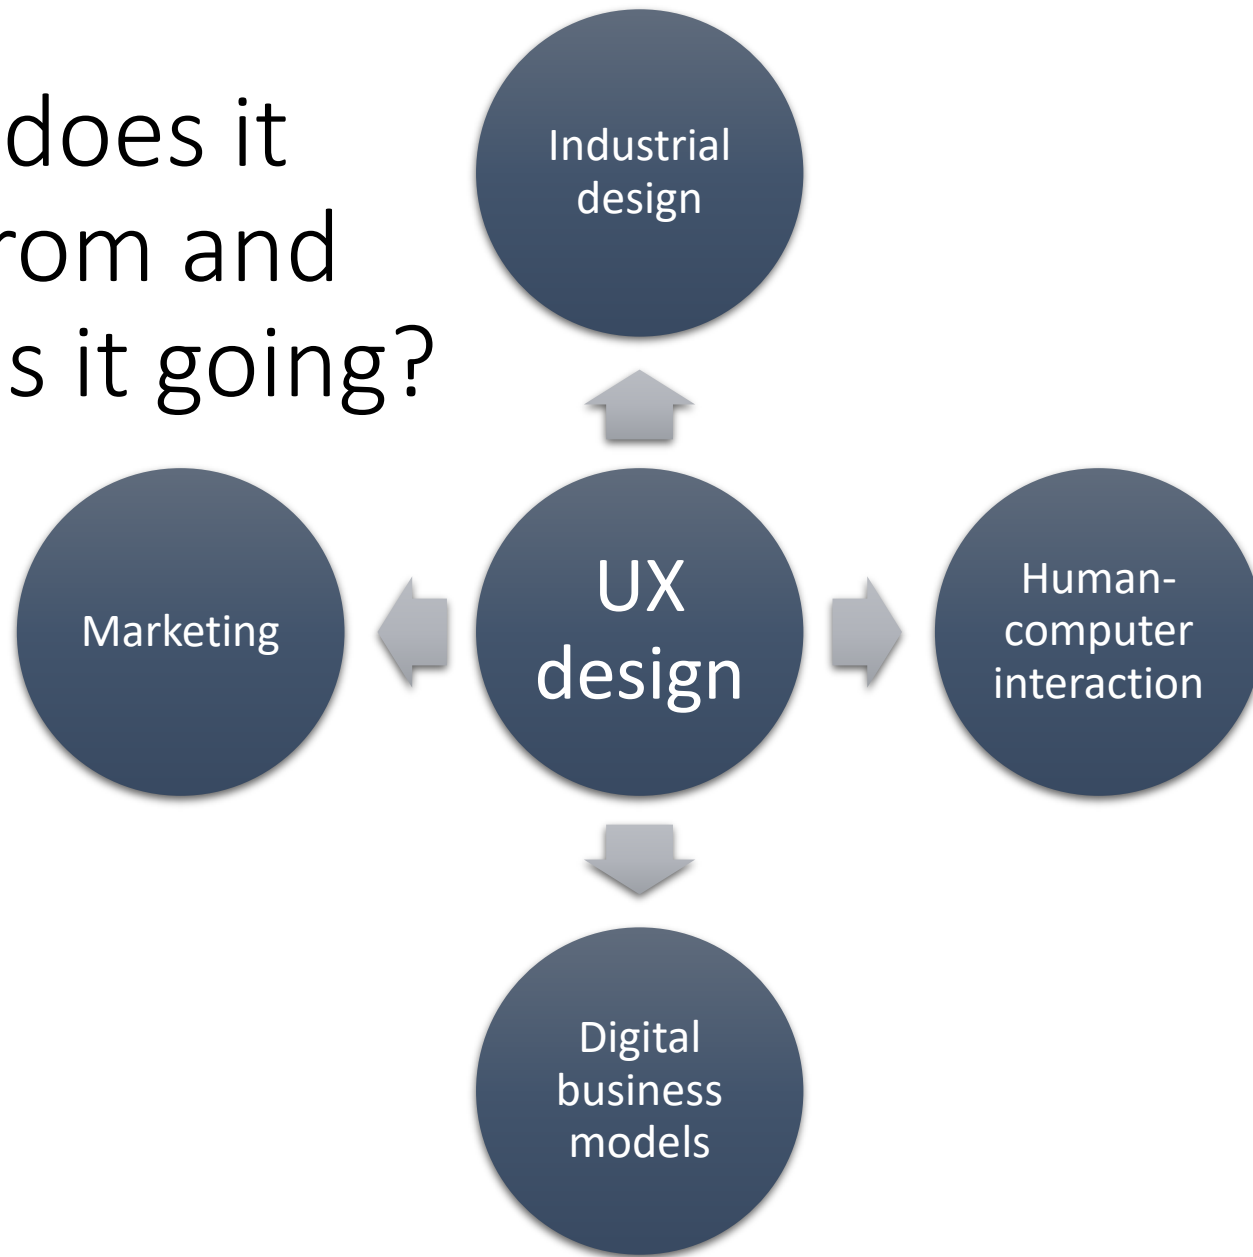 does it
rom and
s it going?
Industrial
design
Marketing
UX
design
Human-
computer
interaction
Digital
business
models